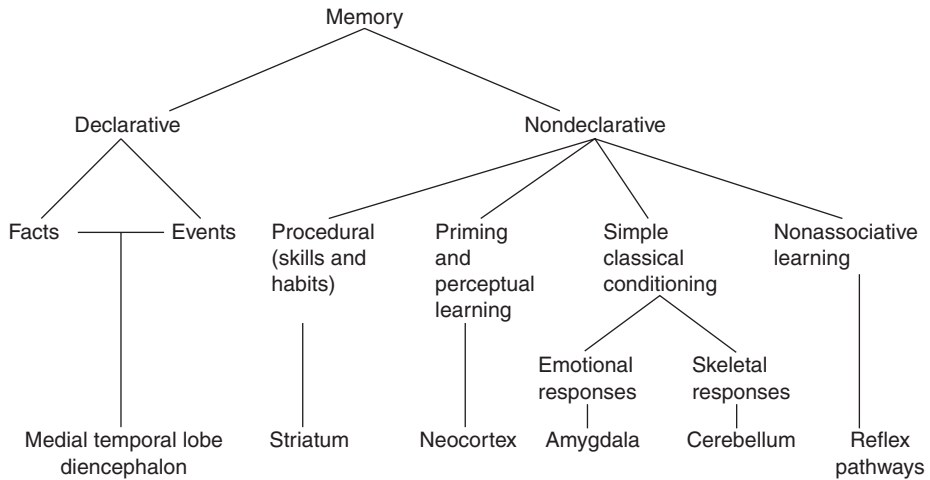 Memory
Declarative
Nondeclarative
Facts
Events
Procedural
(skills and
habits)
Priming
and
perceptual
learning
Simple
classical
conditioning
Nonassociative
learning
Emotional
responses
Skeletal
responses
Medial temporal lobe
diencephalon
Striatum
Neocortex
Amygdala
Cerebellum
Reflex
pathways